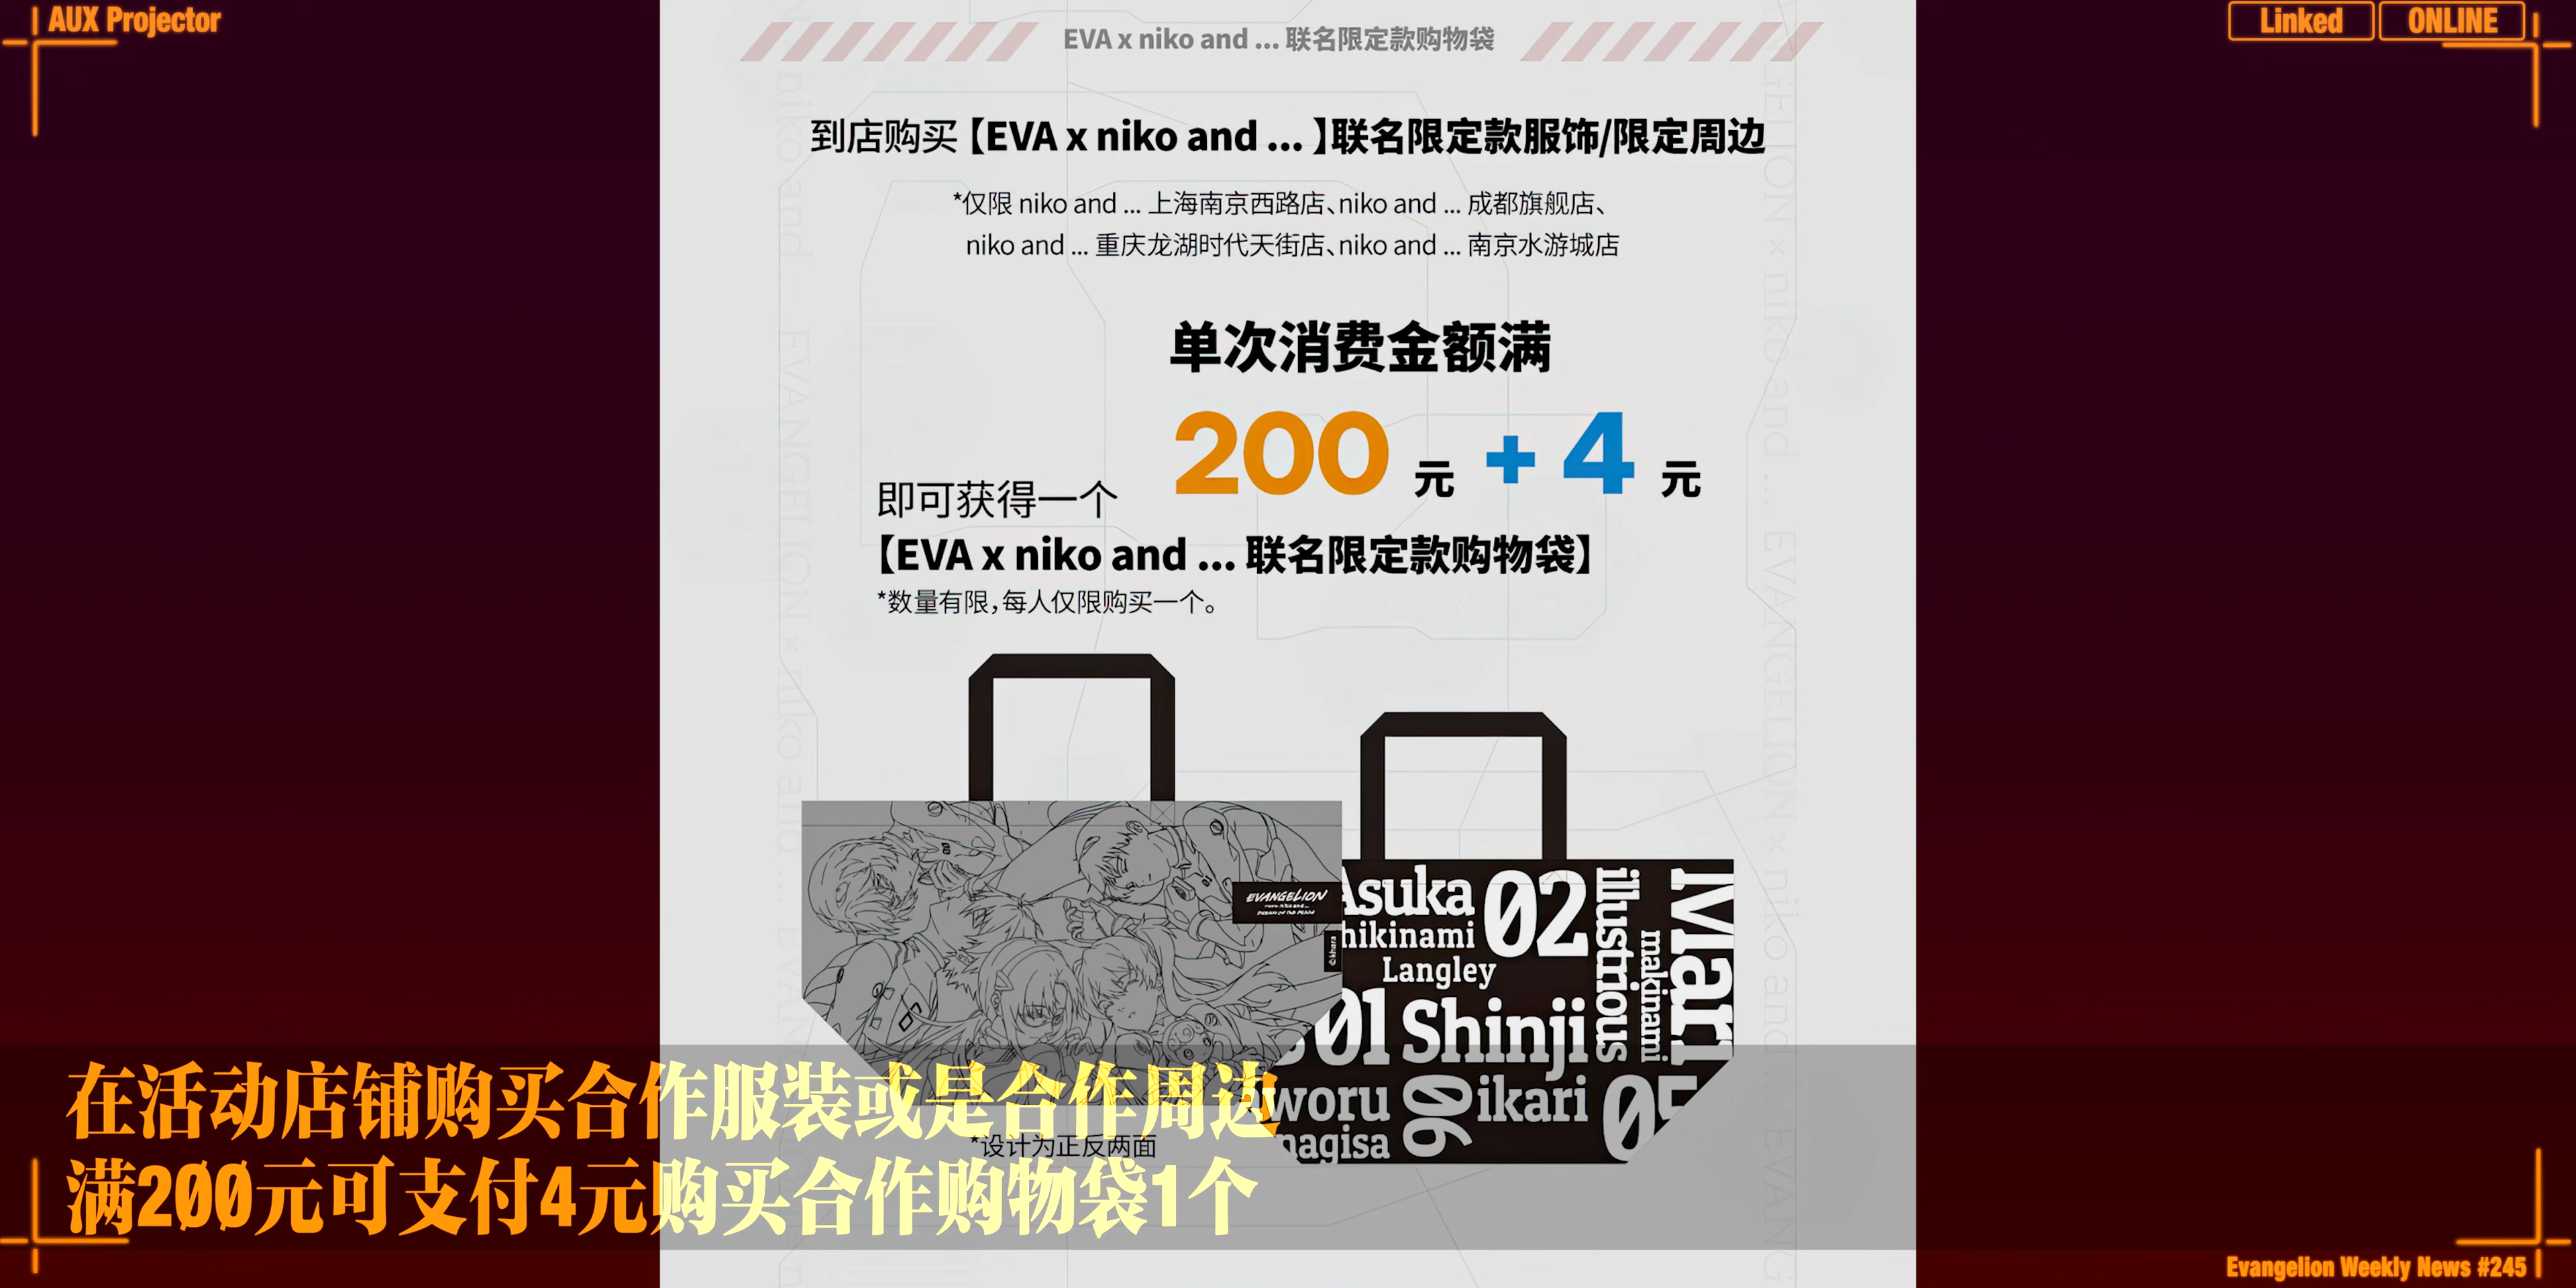 AUX Projector
Linked
ONLINE
EVA x niko and ... 联名限定款购物袋
到店购买【EVA x niko and ... 】联名限定款服饰/限定周边
*仅限 niko and ... 上海南京西路店、niko and ... 成都旗舰店、
niko and ... 重庆龙湖时代天街店、niko and ... 南京水游城店
单次消费金额满
200 元 + 4 元
即可获得一个
【EVA x niko and ... 联名限定款购物袋】
*数量有限，每人仅限购买一个。
EVANGELION
©khara
Asuka
hikinami
Langley
02
illustrious
makinami
Mari
01 Shinji
ikari
woru
nagisa
06
05
*设计为正反两面
在活动店铺购买合作服装或是合作周边
满200元可支付4元购买合作购物袋1个
Evangelion Weekly News #245
EVANGELION × niko and ...
EVANGELION × niko and ...